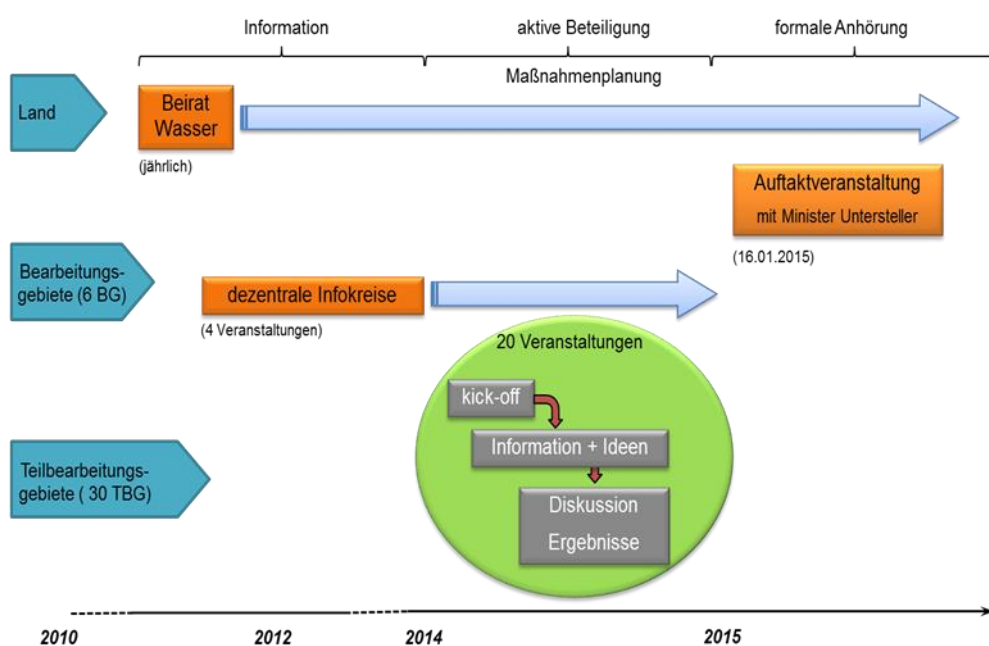 Information
aktive Beteiligung
formale Anhörung
Maßnahmenplanung
Land
Beirat
Wasser
(jährlich)
Auftaktveranstaltung
mit Minister Untersteller
(16.01.2015)
Bearbeitungs-
gebiete (6 BG)
dezentrale Infokreise
(4 Veranstaltungen)
20 Veranstaltungen
kick-off
Information + Ideen
Diskussion
Ergebnisse
Teilbearbeitungs-
gebiete ( 30 TBG)
2010
2012
2014
2015